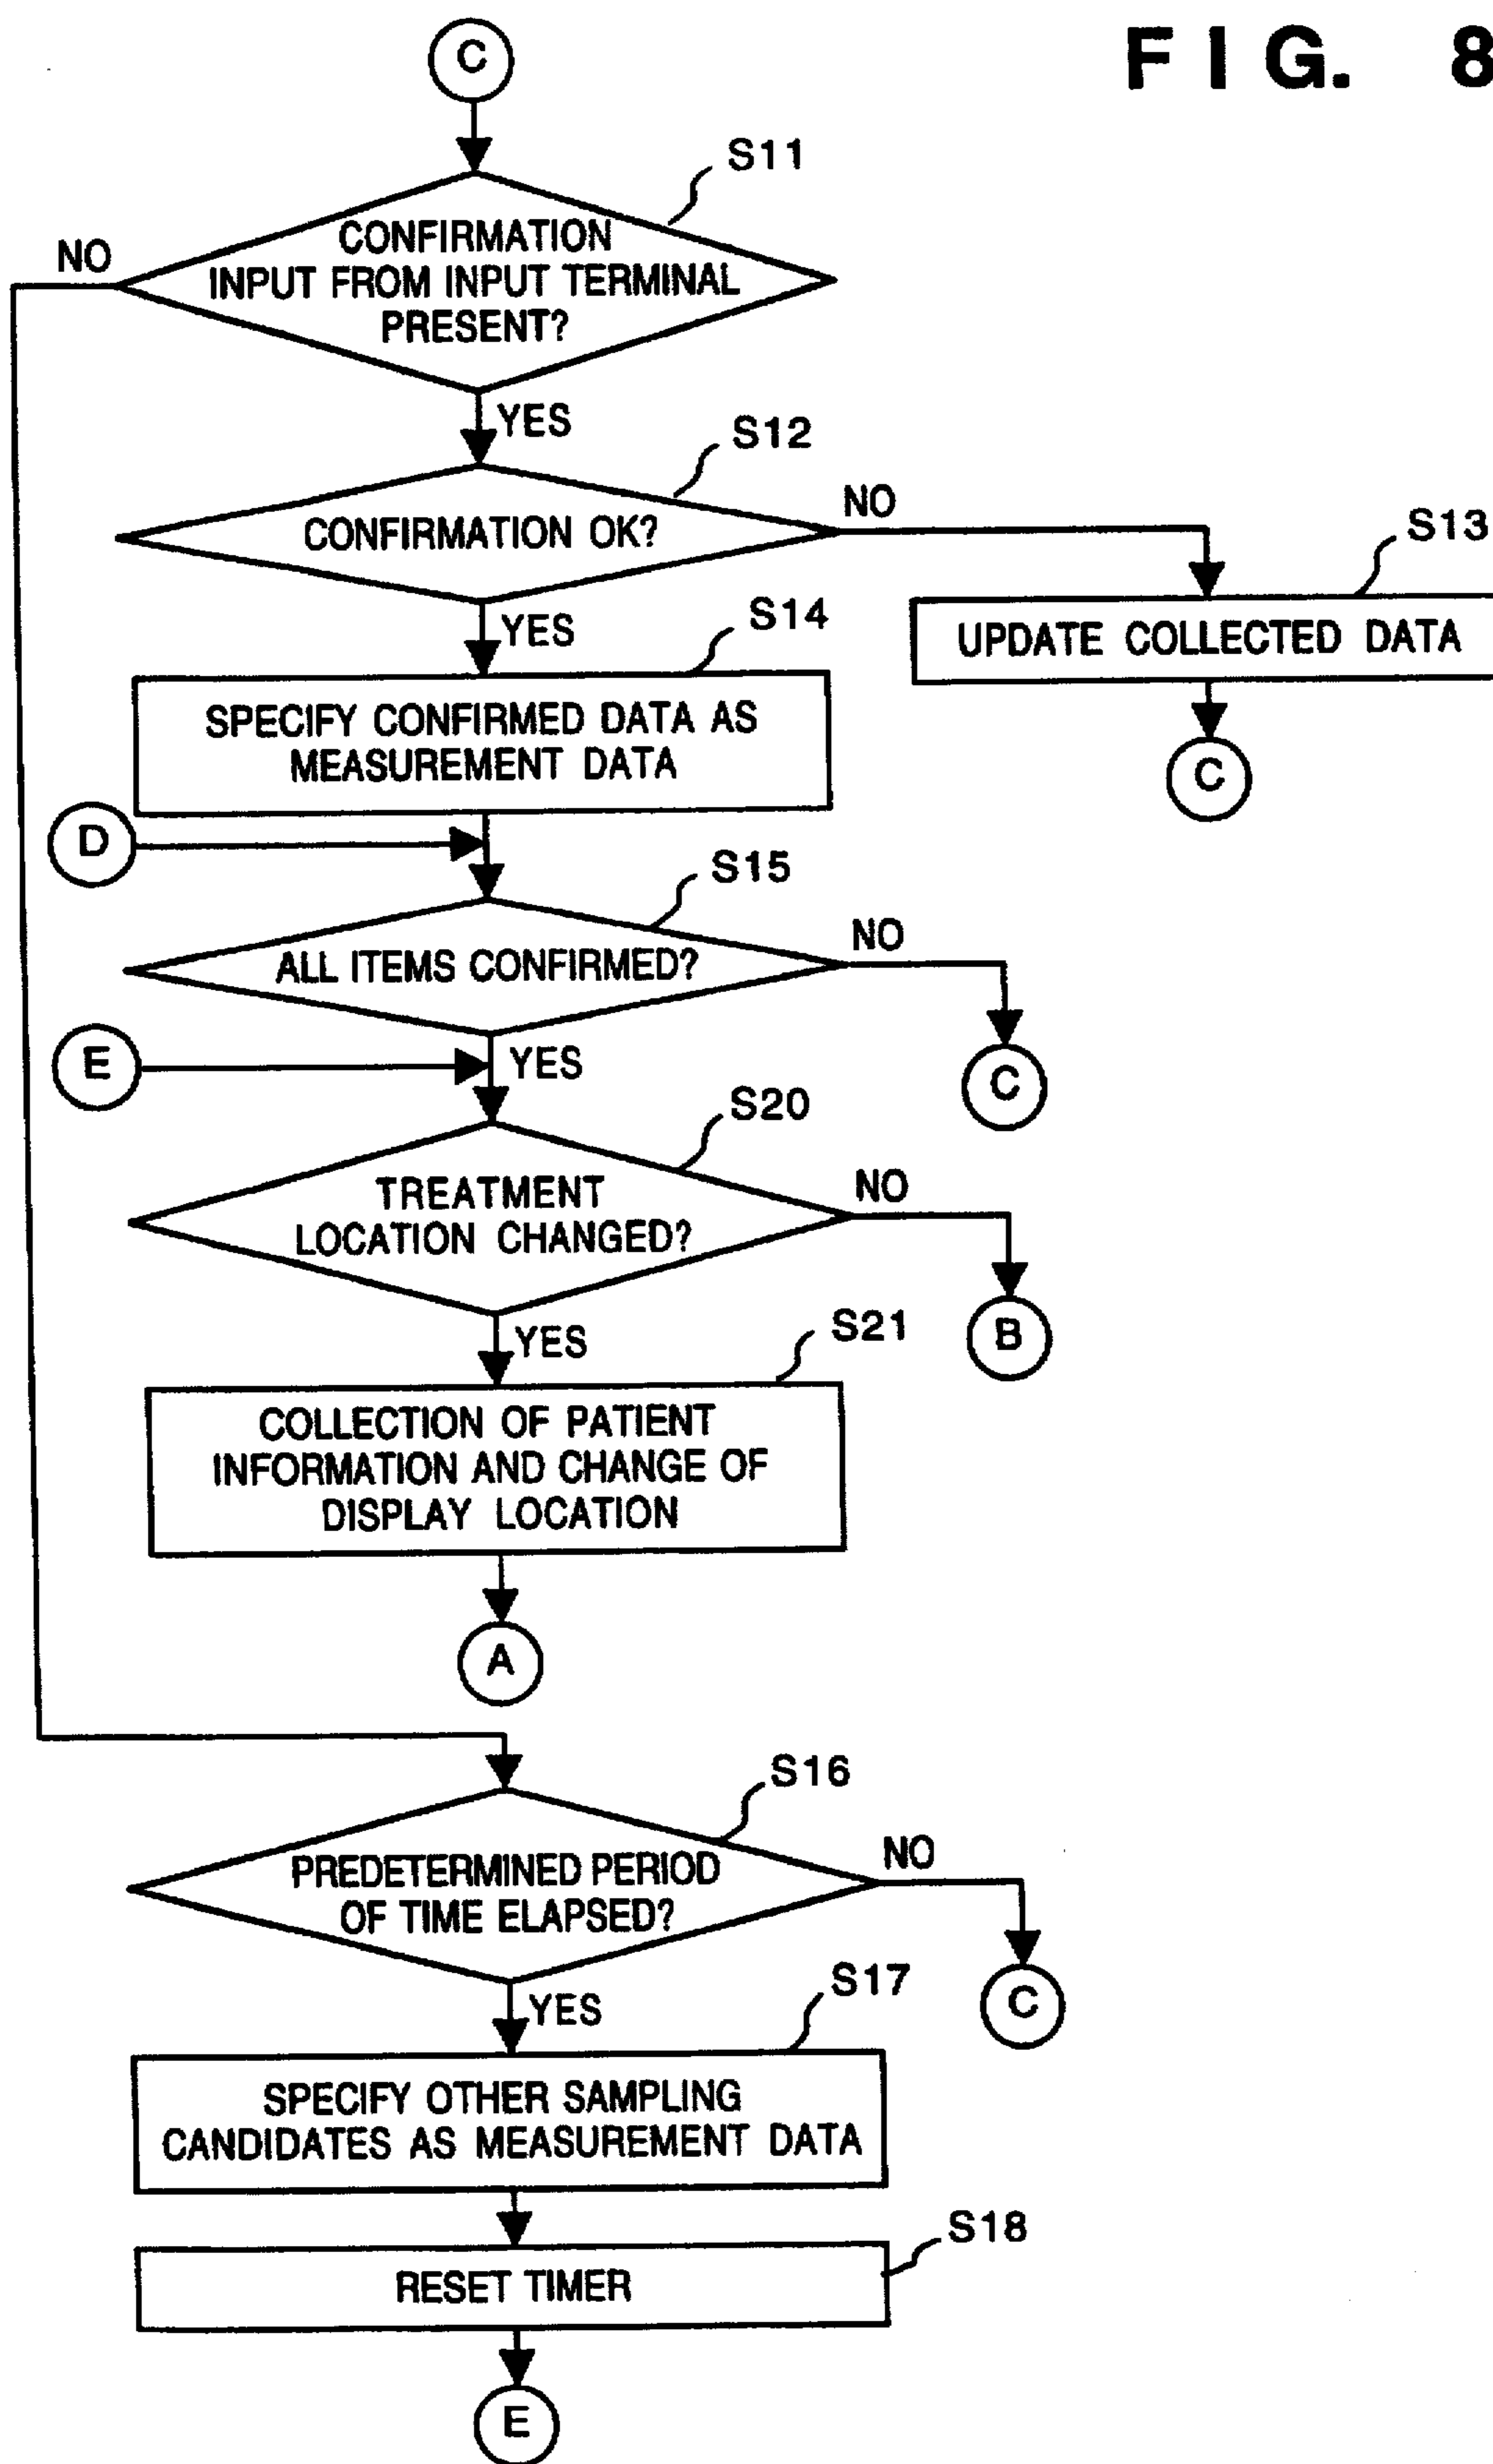 FIG. 8
C
S11
NO
CONFIRMATION
INPUT FROM INPUT TERMINAL
PRESENT?
YES
S12
CONFIRMATION OK?
NO
S13
UPDATE COLLECTED DATA
C
YES
S14
SPECIFY CONFIRMED DATA AS
MEASUREMENT DATA
D
S15
ALL ITEMS CONFIRMED?
NO
C
E
YES
S20
TREATMENT
LOCATION CHANGED?
NO
B
YES
S21
COLLECTION OF PATIENT
INFORMATION AND CHANGE OF
DISPLAY LOCATION
A
S16
PREDETERMINED PERIOD
OF TIME ELAPSED?
NO
C
YES
S17
SPECIFY OTHER SAMPLING
CANDIDATES AS MEASUREMENT DATA
S18
RESET TIMER
E